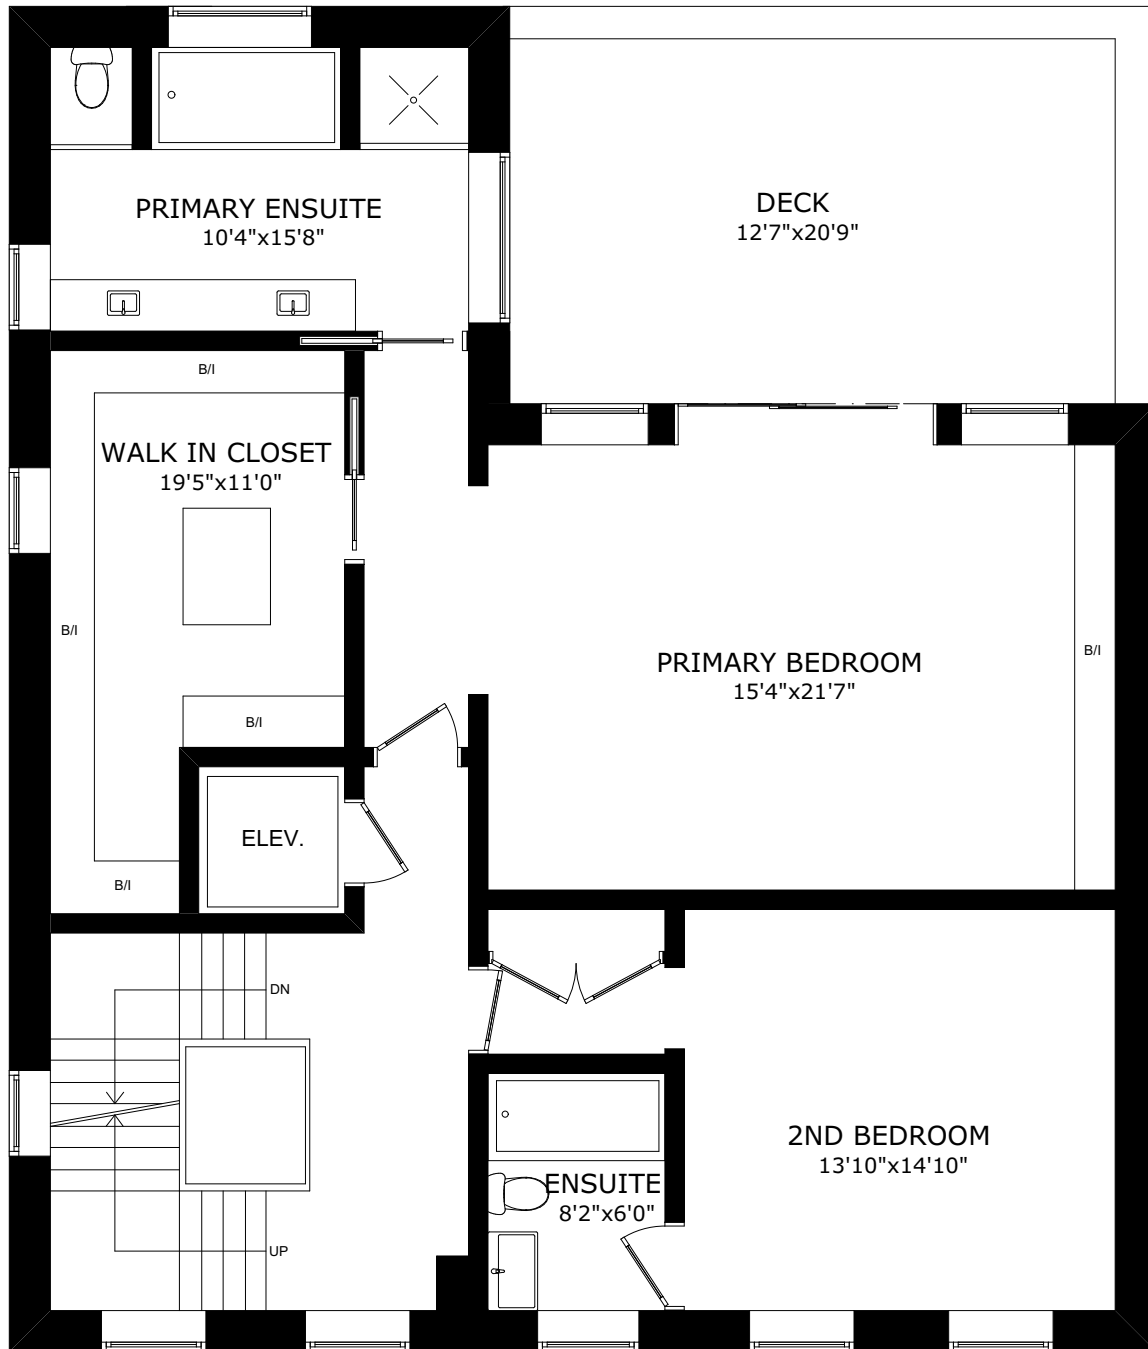 PRIMARY ENSUITE
10'4"x15'8"
DECK
12'7"x20'9"
B/I
WALK IN CLOSET
19'5"x11'0"
B/I
B/I
PRIMARY BEDROOM
15'4"x21'7"
B/I
ELEV.
B/I
DN
2ND BEDROOM
13'10"x14'10"
ENSUITE
8'2"x6'0"
UP